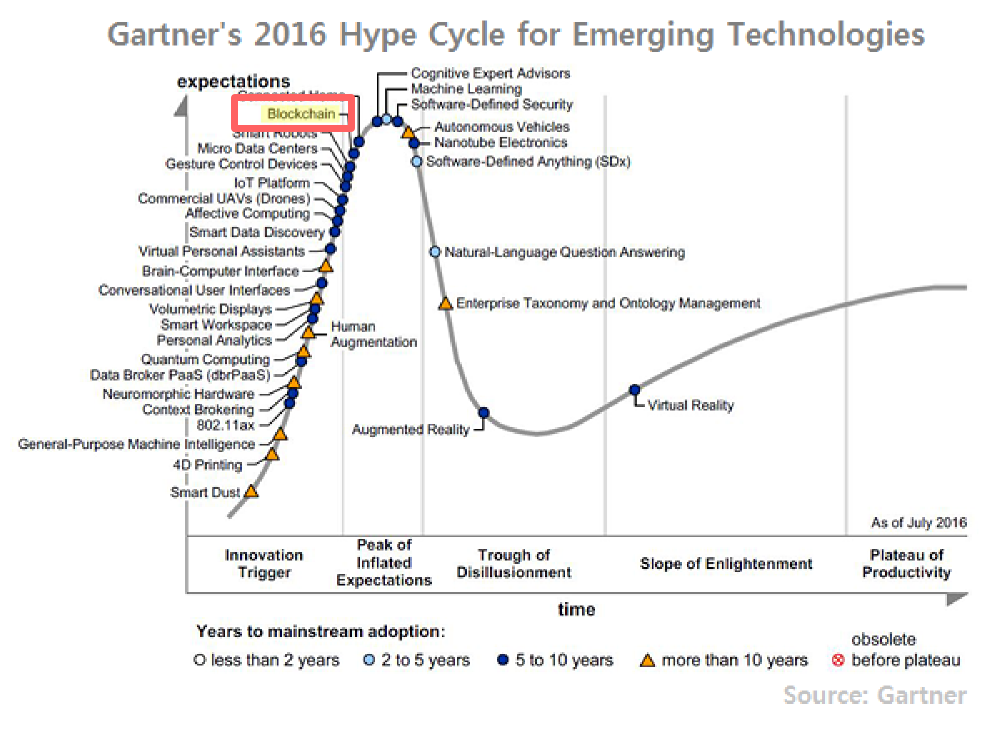 Gartner's 2016 Hype Cycle for Emerging Technologies
expectations
Connected Home
Blockchain
Smart Robots
Micro Data Centers
Gesture Control Devices
IoT Platform
Commercial UAVs (Drones)
Affective Computing
Smart Data Discovery
Virtual Personal Assistants
Brain-Computer Interface
Conversational User Interfaces
Volumetric Displays
Smart Workspace
Personal Analytics
Quantum Computing
Data Broker PaaS (dbrPaaS)
Neuromorphic Hardware
Context Brokering
802.11ax
General-Purpose Machine Intelligence
4D Printing
Smart Dust
Human
Augmentation
Cognitive Expert Advisors
Machine Learning
Software-Defined Security
Autonomous Vehicles
Nanotube Electronics
Software-Defined Anything (SDx)
Natural-Language Question Answering
Enterprise Taxonomy and Ontology Management
Augmented Reality
Virtual Reality
As of July 2016
Innovation
Trigger
Peak of
Inflated
Expectations
Trough of
Disillusionment
Slope of Enlightenment
Plateau of
Productivity
time
Years to mainstream adoption:
less than 2 years
2 to 5 years
5 to 10 years
more than 10 years
obsolete
before plateau
Source: Gartner